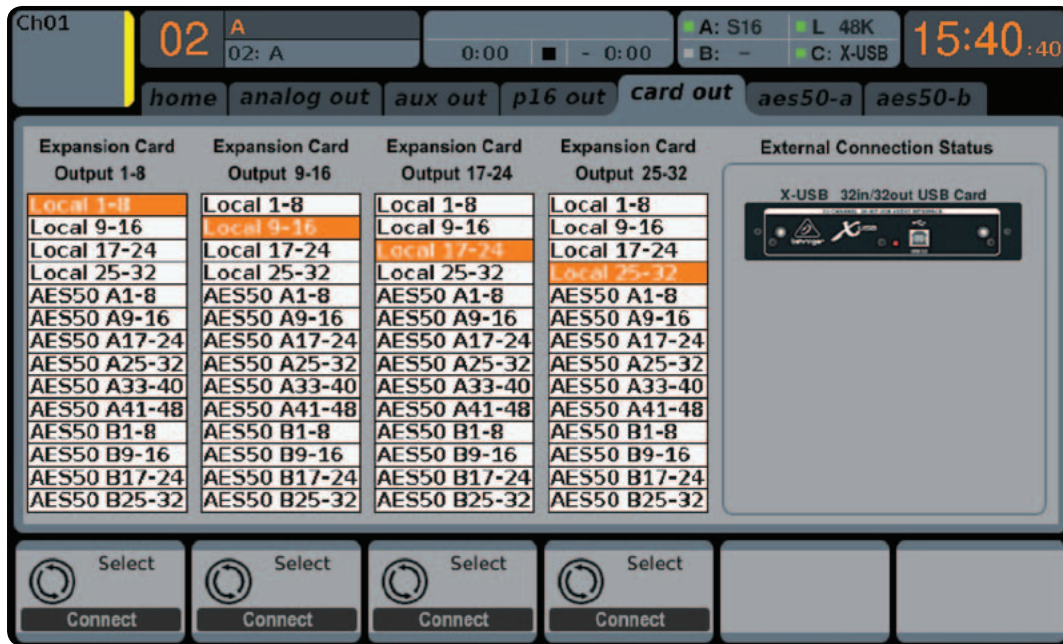 Ch01
02
A
02: A
0:00 - 0:00
A: S16 L 48K
B: - C: X-USB
15:40:40
home analog out aux out p16 out card out aes50-a aes50-b
Expansion Card Output 1-8
Local 1-8
Local 9-16
Local 17-24
Local 25-32
AES50 A1-8
AES50 A9-16
AES50 A17-24
AES50 A25-32
AES50 A33-40
AES50 A41-48
AES50 B1-8
AES50 B9-16
AES50 B17-24
AES50 B25-32
Expansion Card Output 9-16
Local 1-8
Local 9-16
Local 17-24
Local 25-32
AES50 A1-8
AES50 A9-16
AES50 A17-24
AES50 A25-32
AES50 A33-40
AES50 A41-48
AES50 B1-8
AES50 B9-16
AES50 B17-24
AES50 B25-32
Expansion Card Output 17-24
Local 1-8
Local 9-16
Local 17-24
Local 25-32
AES50 A1-8
AES50 A9-16
AES50 A17-24
AES50 A25-32
AES50 A33-40
AES50 A41-48
AES50 B1-8
AES50 B9-16
AES50 B17-24
AES50 B25-32
Expansion Card Output 25-32
Local 1-8
Local 9-16
Local 17-24
Local 25-32
AES50 A1-8
AES50 A9-16
AES50 A17-24
AES50 A25-32
AES50 A33-40
AES50 A41-48
AES50 B1-8
AES50 B9-16
AES50 B17-24
AES50 B25-32
External Connection Status
X-USB 32in/32out USB Card
behringer
Select
Connect
Select
Connect
Select
Connect
Select
Connect